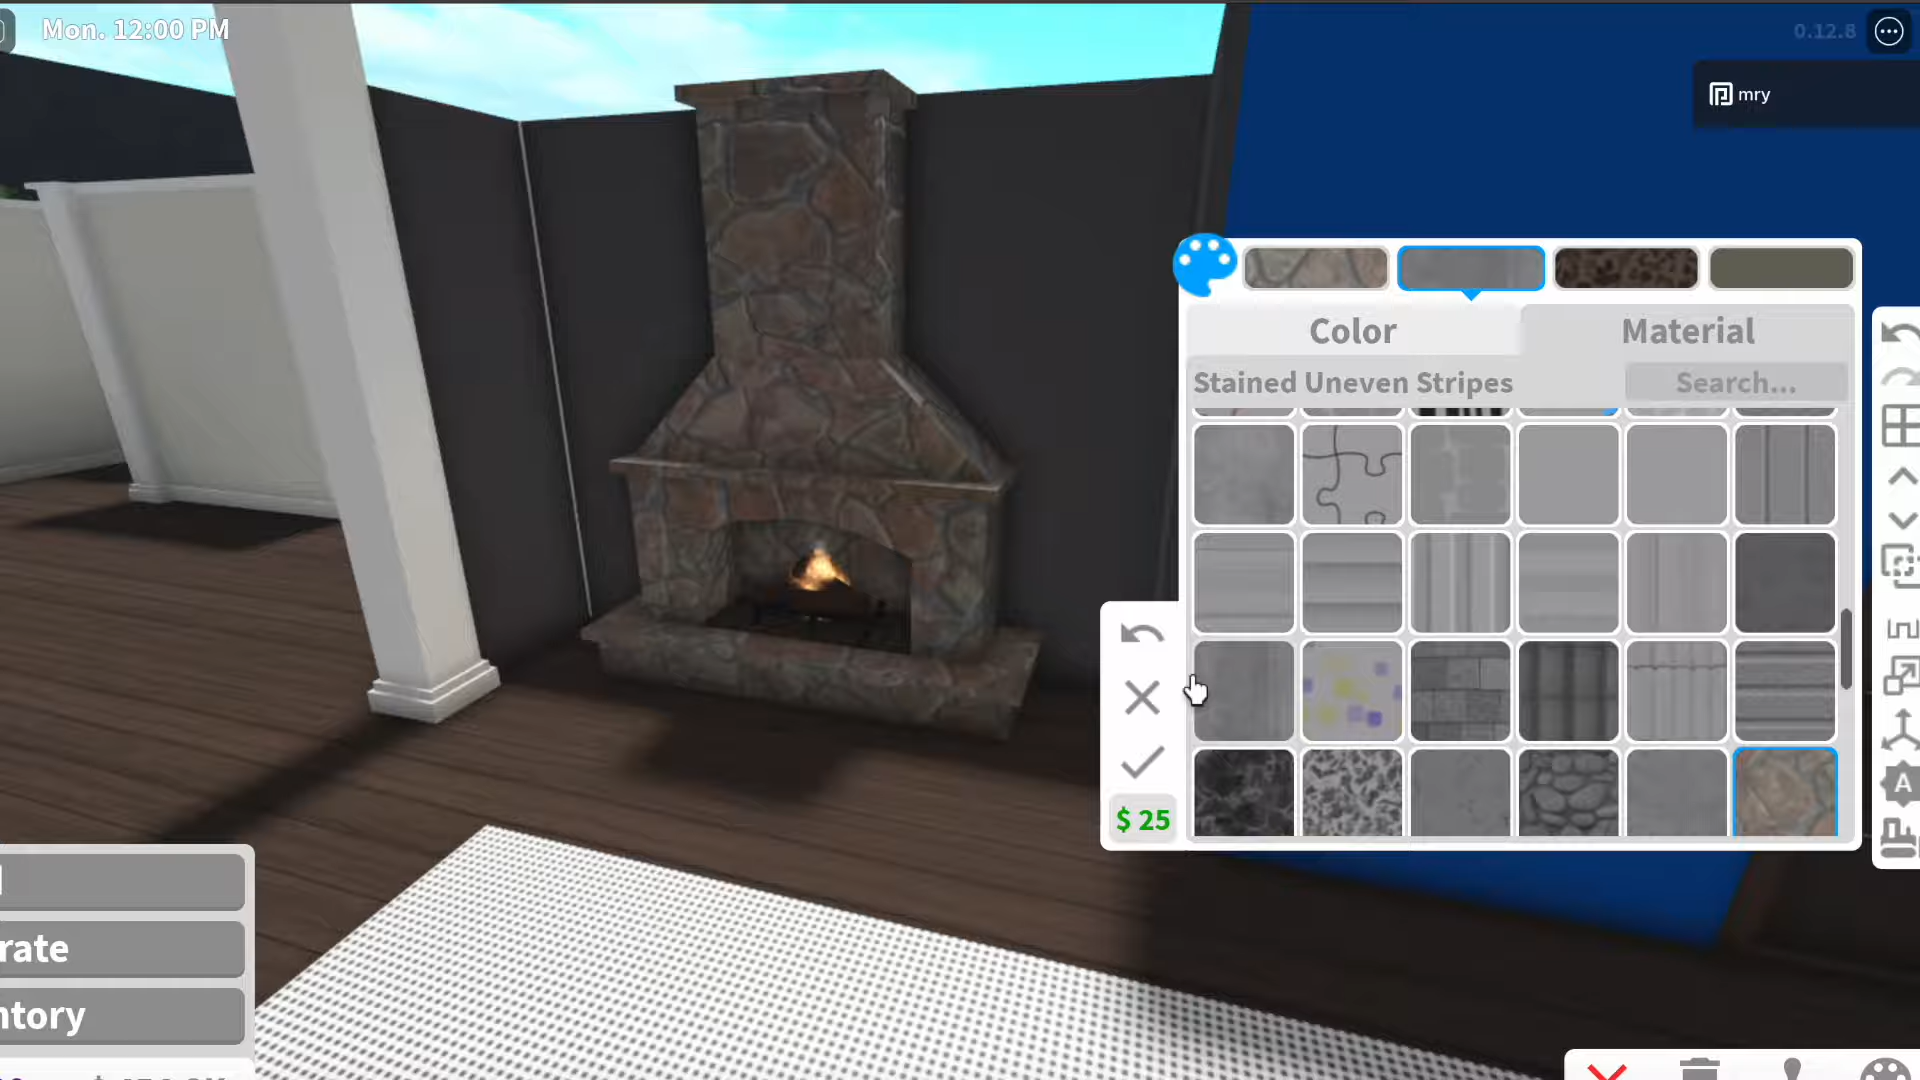 Mon. 12:00 PM
0.12.8
mry
Color
Material
Stained Uneven Stripes
Search...
A
$ 25
rate
ntory